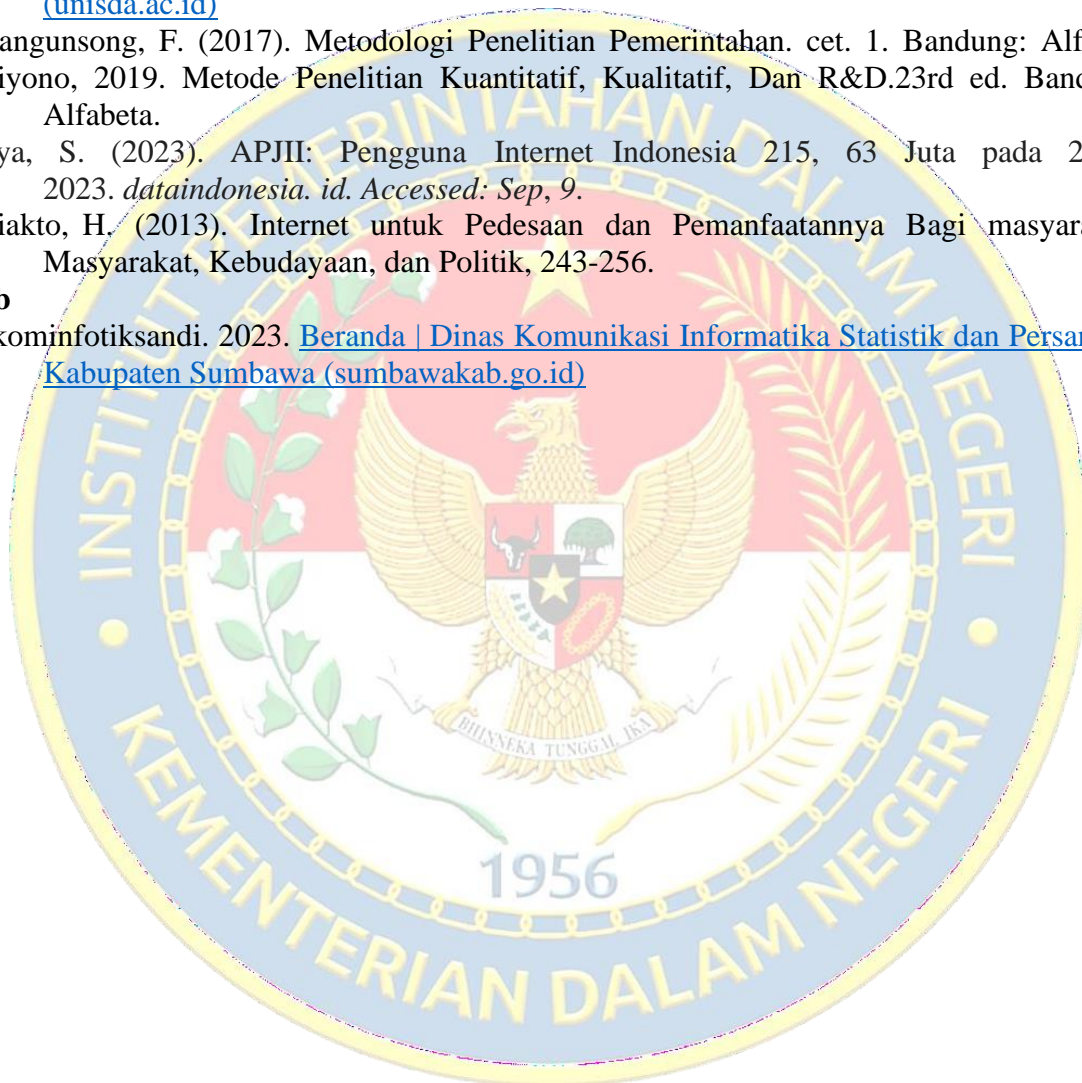 (unisda.ac.id)
angunsong, F. (2017). Metodologi Penelitian Pemerintahan. cet. 1. Bandung: Alf
iyono, 2019. Metode Penelitian Kuantitatif, Kualitatif, Dan R&D.23rd ed. Banc
Alfabeta.
ya, S. (2023). APJII: Pengguna Internet Indonesia 215, 63 Juta pada 2
2023. dataindonesia. id. Accessed: Sep, 9.
iakto, H. (2013). Internet untuk Pedesaan dan Pemanfaatannya Bagi masyara
Masyarakat, Kebudayaan, dan Politik, 243-256.
b
kominfotiksandi. 2023. Beranda | Dinas Komunikasi Informatika Statistik dan Persar
Kabupaten Sumbawa (sumbawakab.go.id)
INSTITUT PEMERINTAHAN DALAM NEGERI
BHINNEKA TUNGGAL IKA
1956
KEMENTERIAN DALAM NEGERI